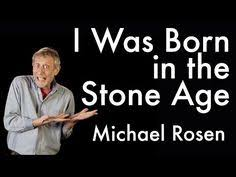 I Was Born
in the
Stone Age
Michael Rosen